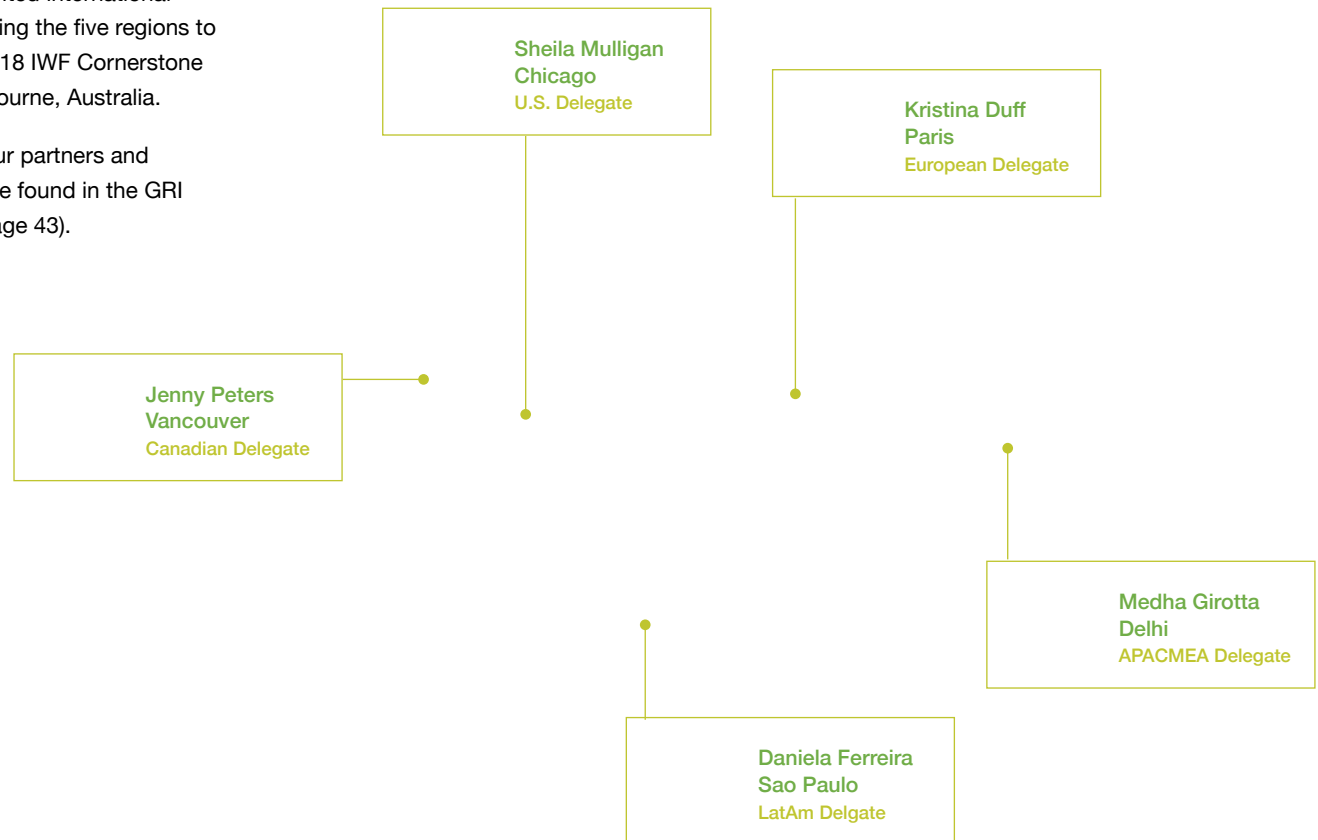 ing the five regions to
18 IWF Cornerstone
ourne, Australia.
ur partners and
e found in the GRI
age 43).
Sheila Mulligan
Chicago
U.S. Delegate
Kristina Duff
Paris
European Delegate
Jenny Peters
Vancouver
Canadian Delegate
Medha Girotta
Delhi
APACMEA Delegate
Daniela Ferreira
Sao Paulo
LatAm Delgate